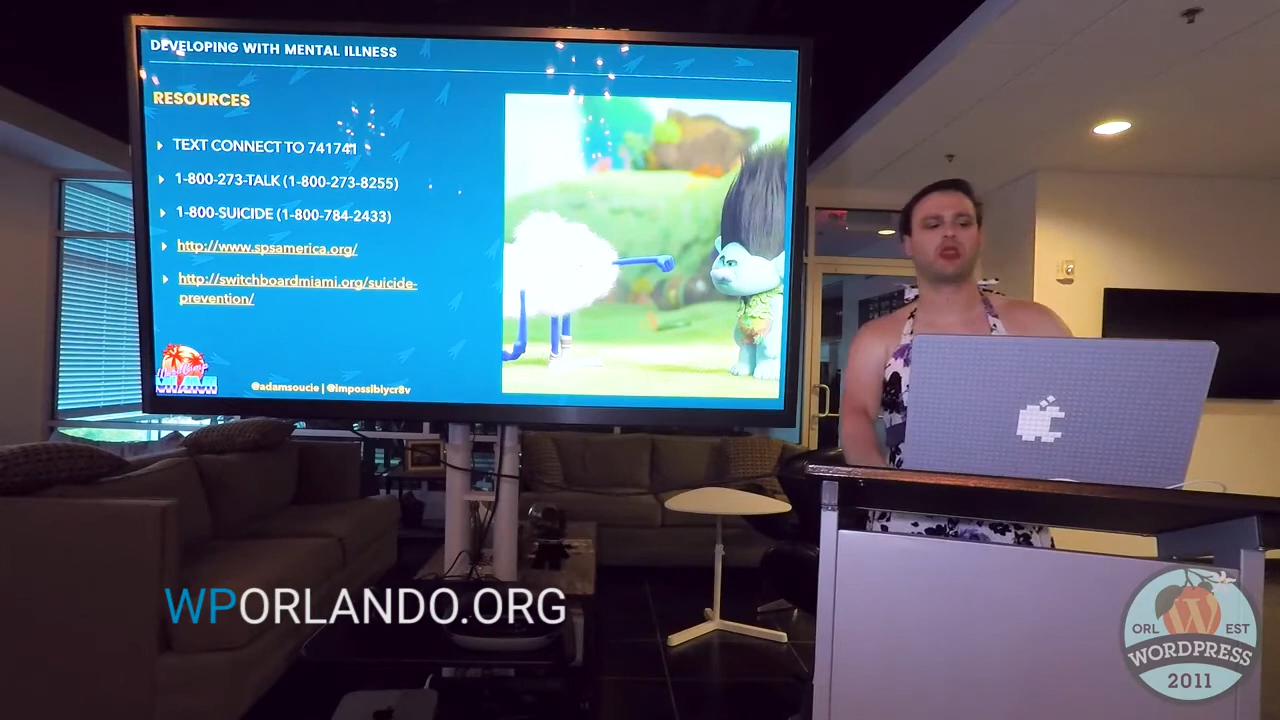 DEVELOPING WITH MENTAL ILLNESS
RESOURCES
TEXT CONNECT TO 741741
1-800-273-TALK (1-800-273-8255)
1-800-SUICIDE (1-800-784-2433)
http://www.spsamerica.org/
http://switchboardmiami.org/suicide-
prevention/
@adamsoucie | @impossiblycr8v
WPORLANDO.ORG
ORL EST
WORDPRESS
2011